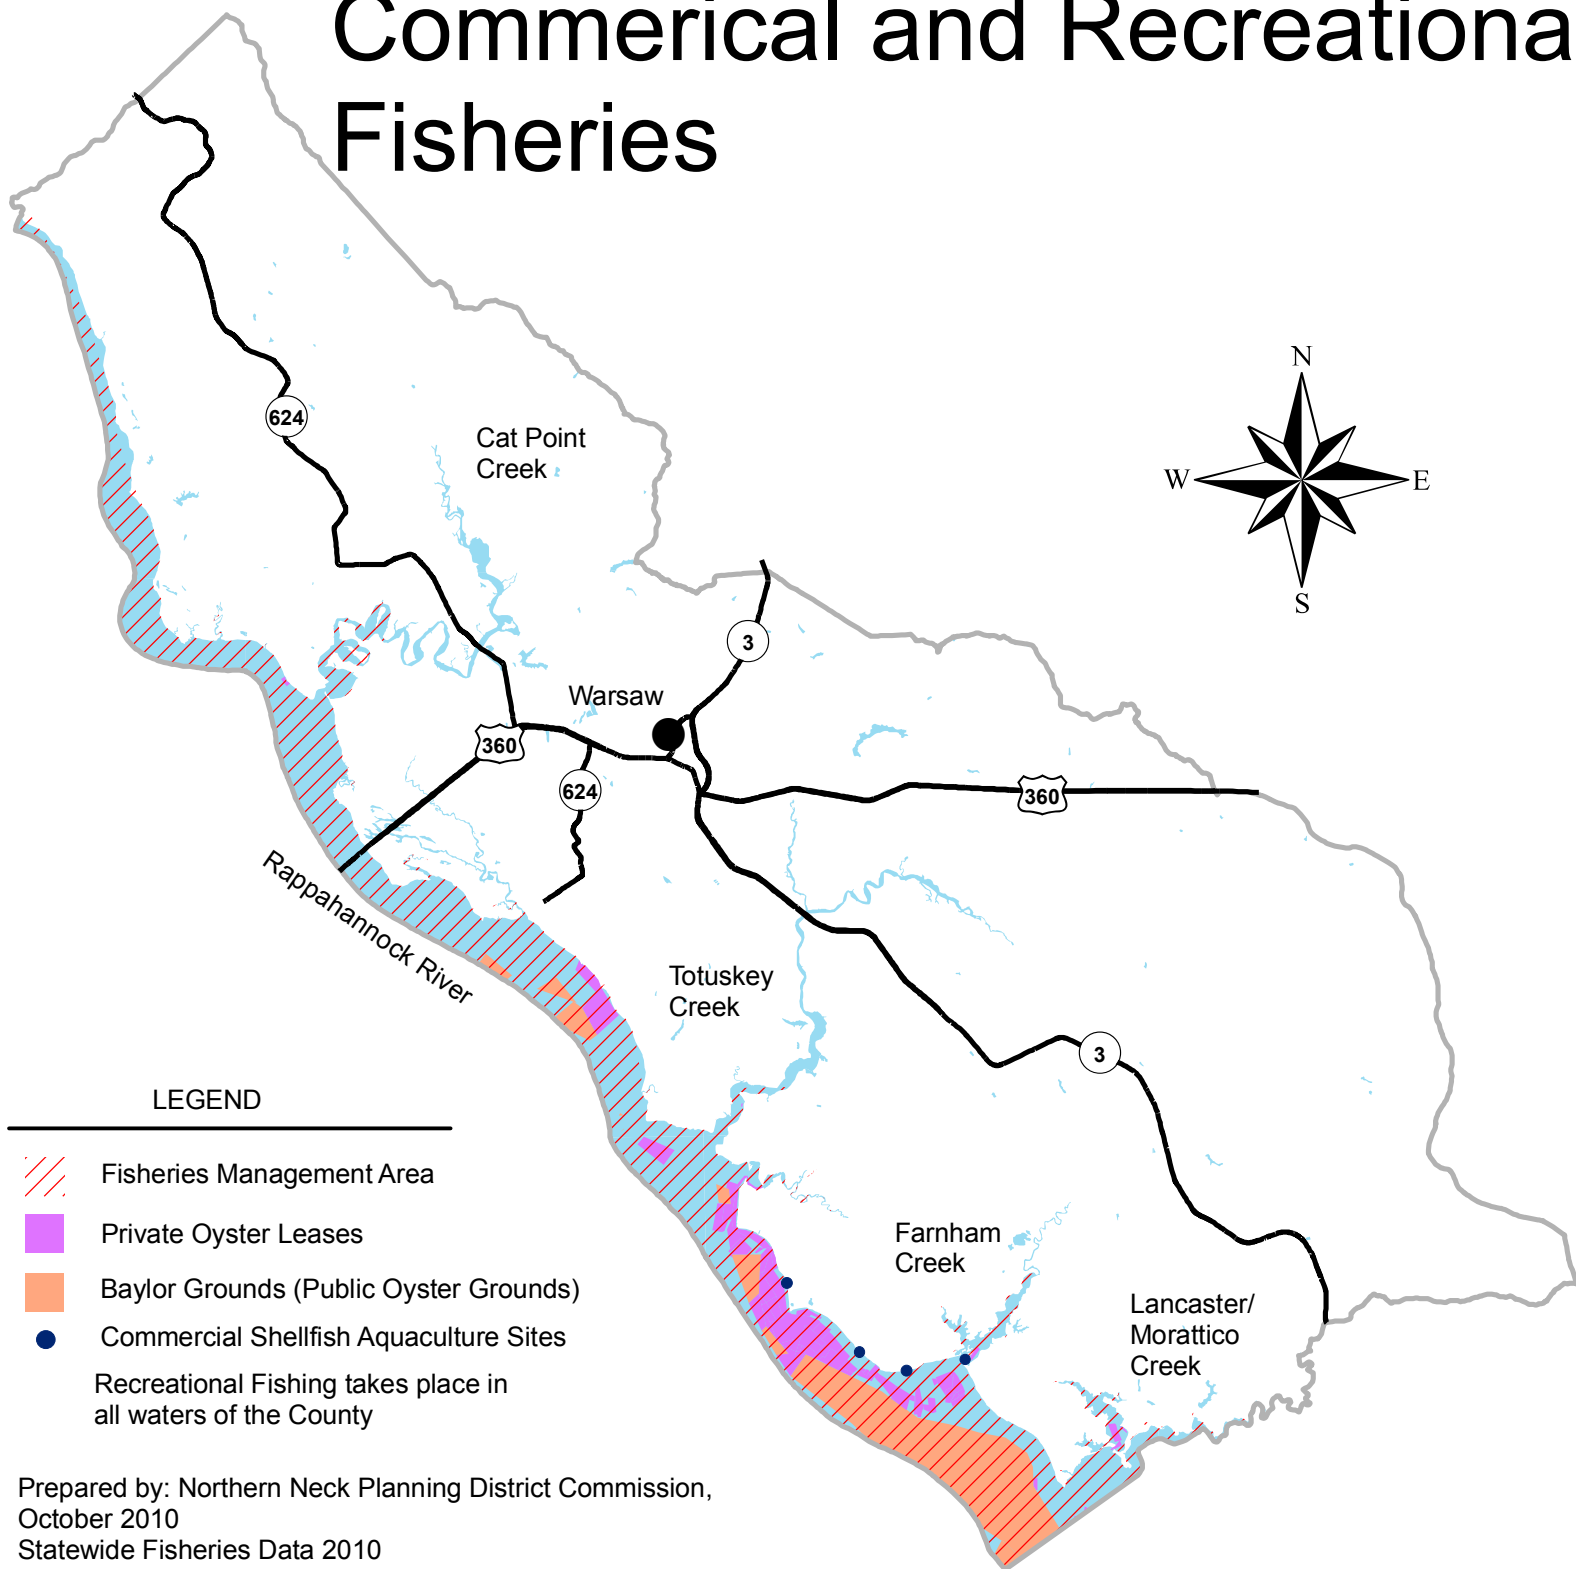 Commerical and Recreationa
Fisheries
N
W
E
S
624
Cat Point
Creek
3
Warsaw
360
624
360
Rappahannock River
Totuskey
Creek
3
Farnham
Creek
Lancaster/
Morattico
Creek
LEGEND
Fisheries Management Area
Private Oyster Leases
Baylor Grounds (Public Oyster Grounds)
Commercial Shellfish Aquaculture Sites
Recreational Fishing takes place in
all waters of the County
Prepared by: Northern Neck Planning District Commission,
October 2010
Statewide Fisheries Data 2010